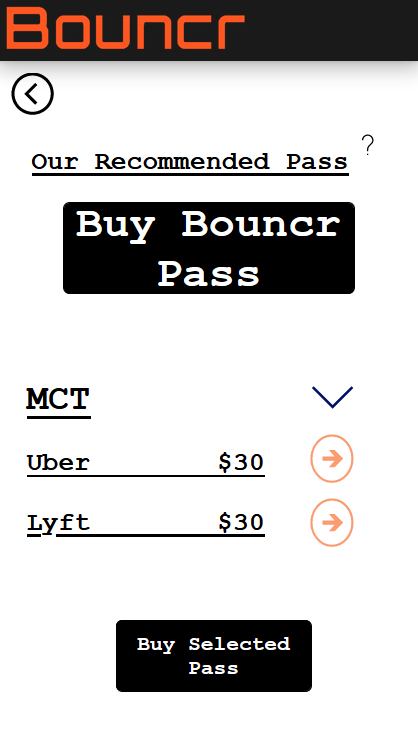 Bouncr
Our Recommended Pass ?
Buy Bouncr
Pass
MCT
Uber $30
Lyft $30
Buy Selected
Pass